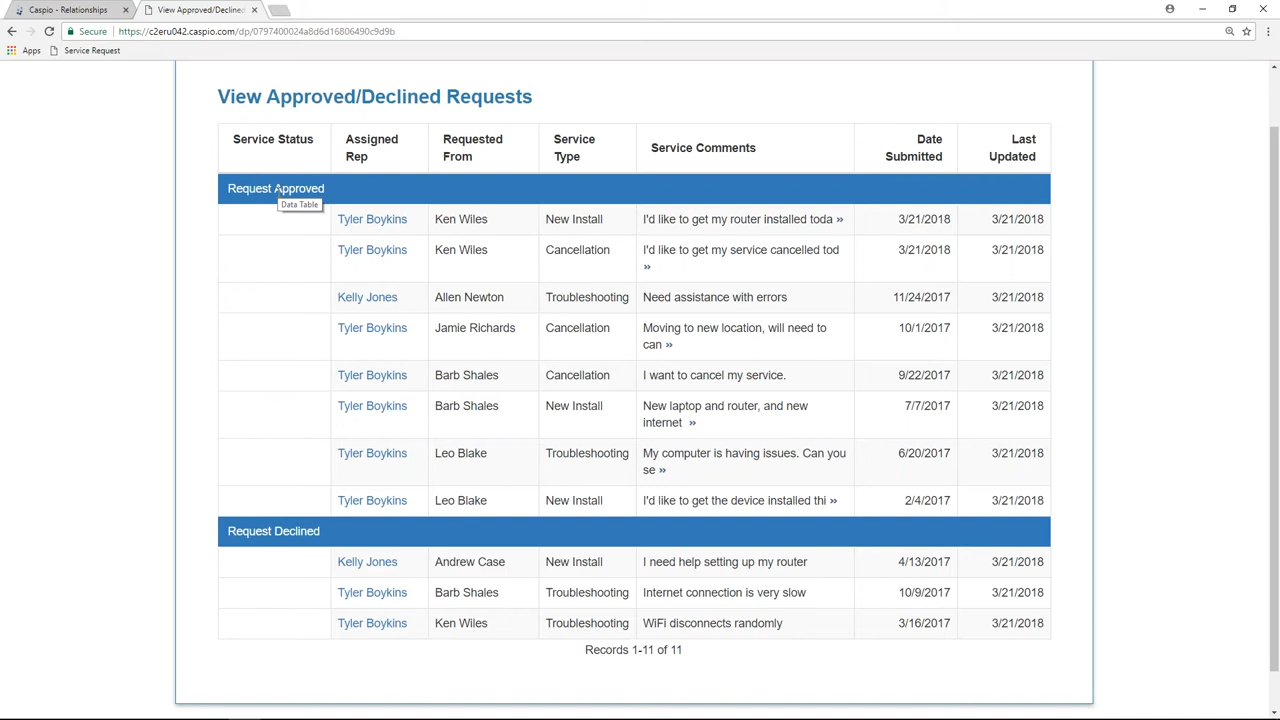 Caspio - Relationships
View Approved/Declined
Secure
https://c2eru042.caspio.com/dp/0797400024a8d6d16806490c9d9b
Apps
Service Request
View Approved/Declined Requests
Service Status
Assigned
Rep
Requested
From
Service
Type
Service Comments
Date
Submitted
Last
Updated
Request Approved
Data Table
Tyler Boykins Ken Wiles New Install I'd like to get my router installed toda » 3/21/2018 3/21/2018
Tyler Boykins Ken Wiles Cancellation I'd like to get my service cancelled tod 3/21/2018 3/21/2018
»
Kelly Jones Allen Newton Troubleshooting Need assistance with errors 11/24/2017 3/21/2018
Tyler Boykins Jamie Richards Cancellation Moving to new location, will need to 10/1/2017 3/21/2018
can »
Tyler Boykins Barb Shales Cancellation I want to cancel my service. 9/22/2017 3/21/2018
Tyler Boykins Barb Shales New Install New laptop and router, and new 7/7/2017 3/21/2018
internet »
Tyler Boykins Leo Blake Troubleshooting My computer is having issues. Can you 6/20/2017 3/21/2018
se »
Tyler Boykins Leo Blake New Install I'd like to get the device installed thi » 2/4/2017 3/21/2018
Request Declined
Kelly Jones Andrew Case New Install I need help setting up my router 4/13/2017 3/21/2018
Tyler Boykins Barb Shales Troubleshooting Internet connection is very slow 10/9/2017 3/21/2018
Tyler Boykins Ken Wiles Troubleshooting WiFi disconnects randomly 3/16/2017 3/21/2018
Records 1-11 of 11